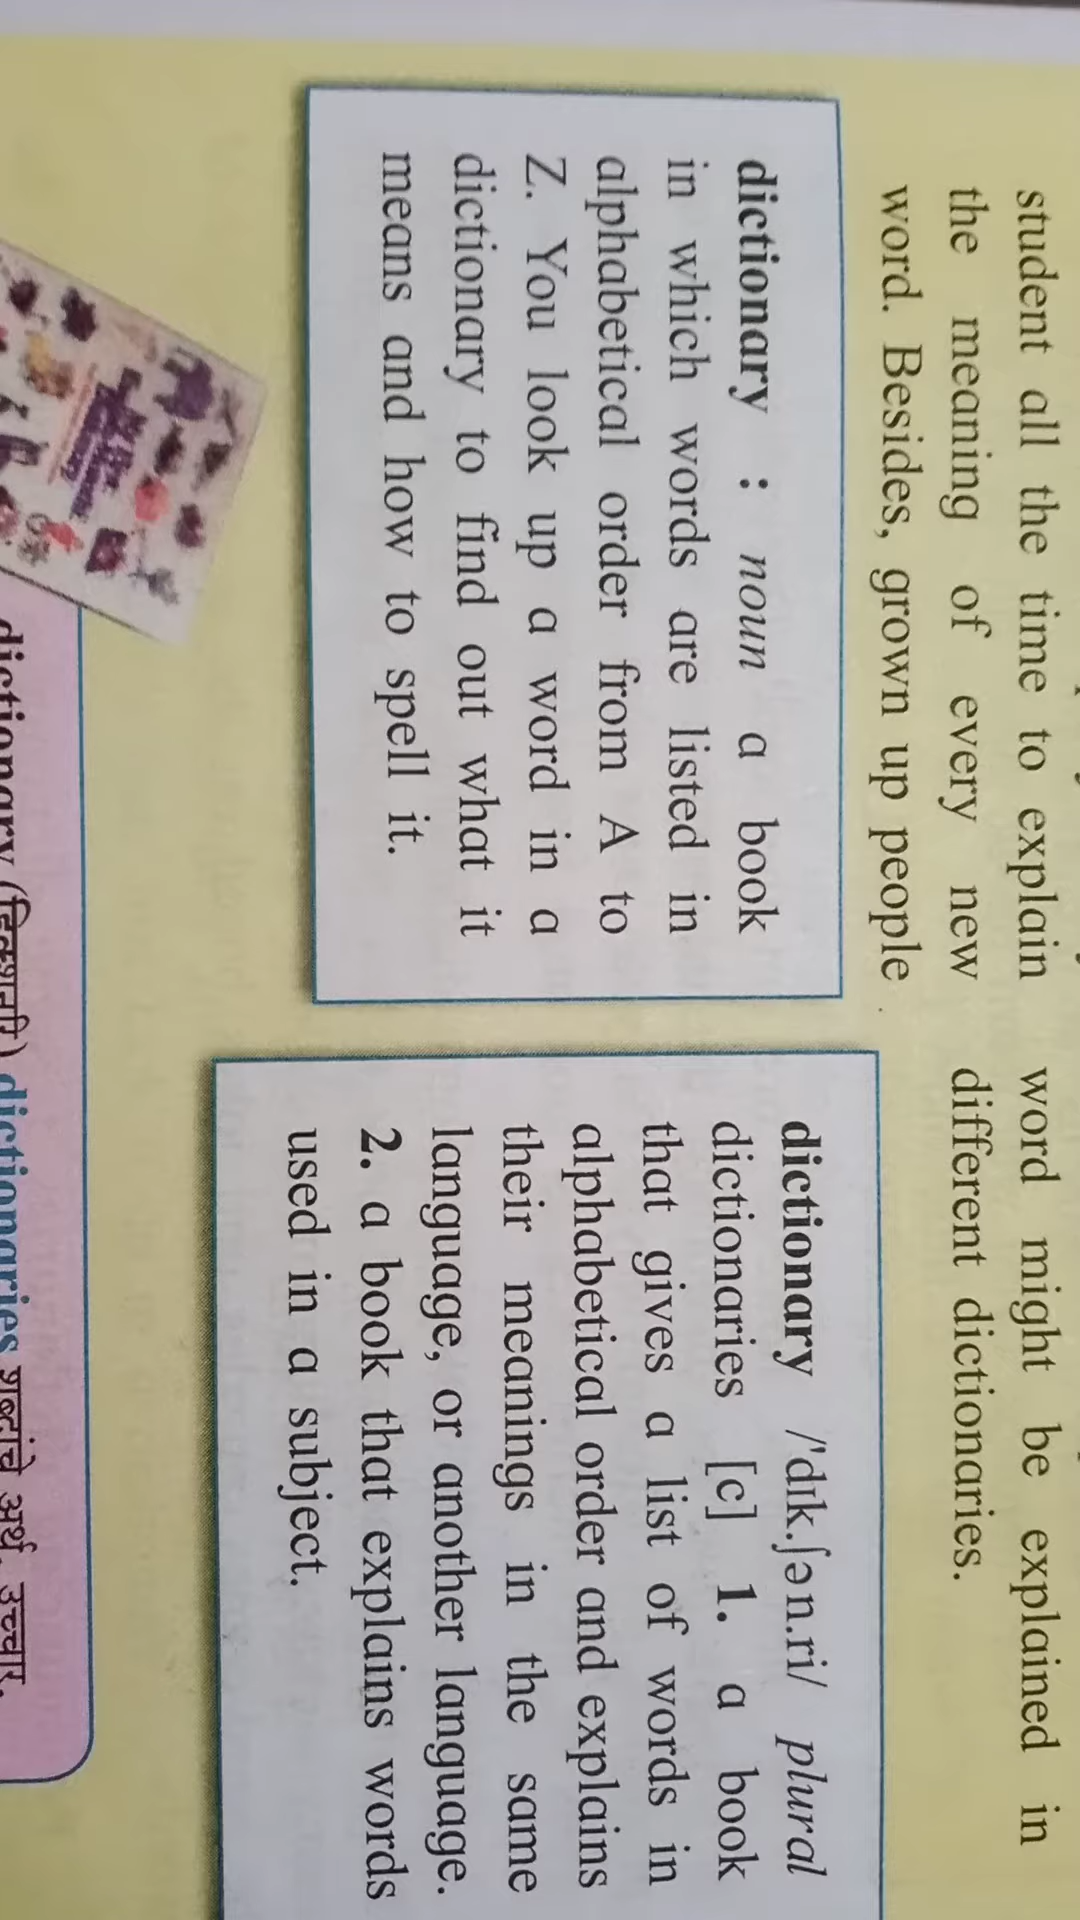 student all the time to explain
the meaning of every new
word. Besides, grown up people
dictionary : noun a book
in which words are listed in
alphabetical order from A to
Z. You look up a word in a
dictionary to find out what it
means and how to spell it.
word might be explained in
different dictionaries.
dictionary /'dɪk.ʃən.ri/ plural
dictionaries [c] 1. a book
that gives a list of words in
alphabetical order and explains
their meanings in the same
language, or another language.
2. a book that explains words
used in a subject.
dictionary (डिक्शनरि) dictionaries शब्दांचे अर्थ, उच्चार,